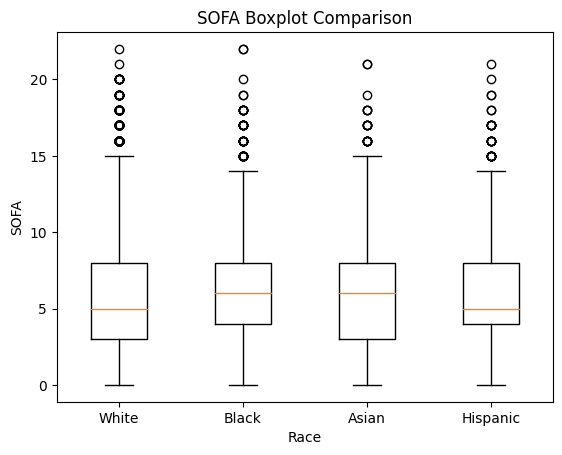 SOFA Boxplot Comparison
SOFA
20
15
10
5
0
White Black Asian Hispanic
Race